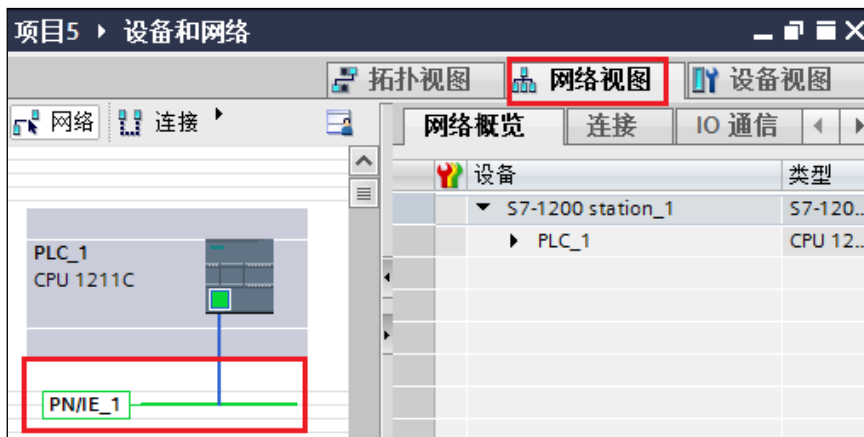 项目5 ▸ 设备和网络
拓扑视图 网络视图 设备视图
网络 连接
网络概览 连接 IO 通信
设备 类型
S7-1200 station_1 S7-120..
PLC_1 CPU 12..
PLC_1
CPU 1211C
PN/IE_1